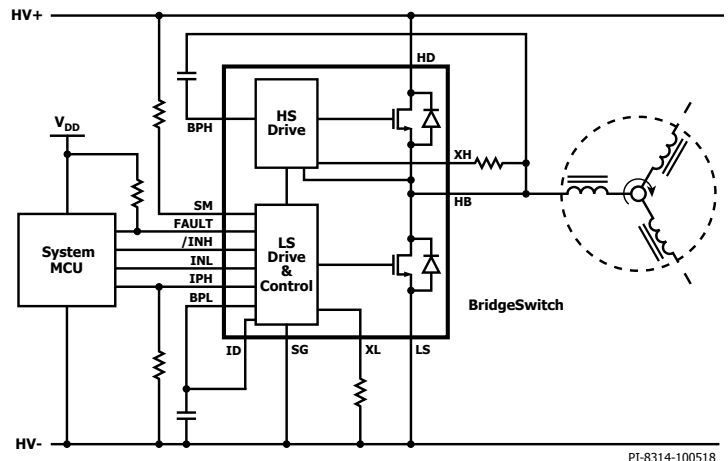 HV+
HD
HS
Drive
BPH
V_DD
XH
SM
FAULT
HB
/INH
LS
Drive
&
Control
System
MCU
INL
IPH
BPL
BridgeSwitch
ID
SG
XL
LS
HV-
PI-8314-100518